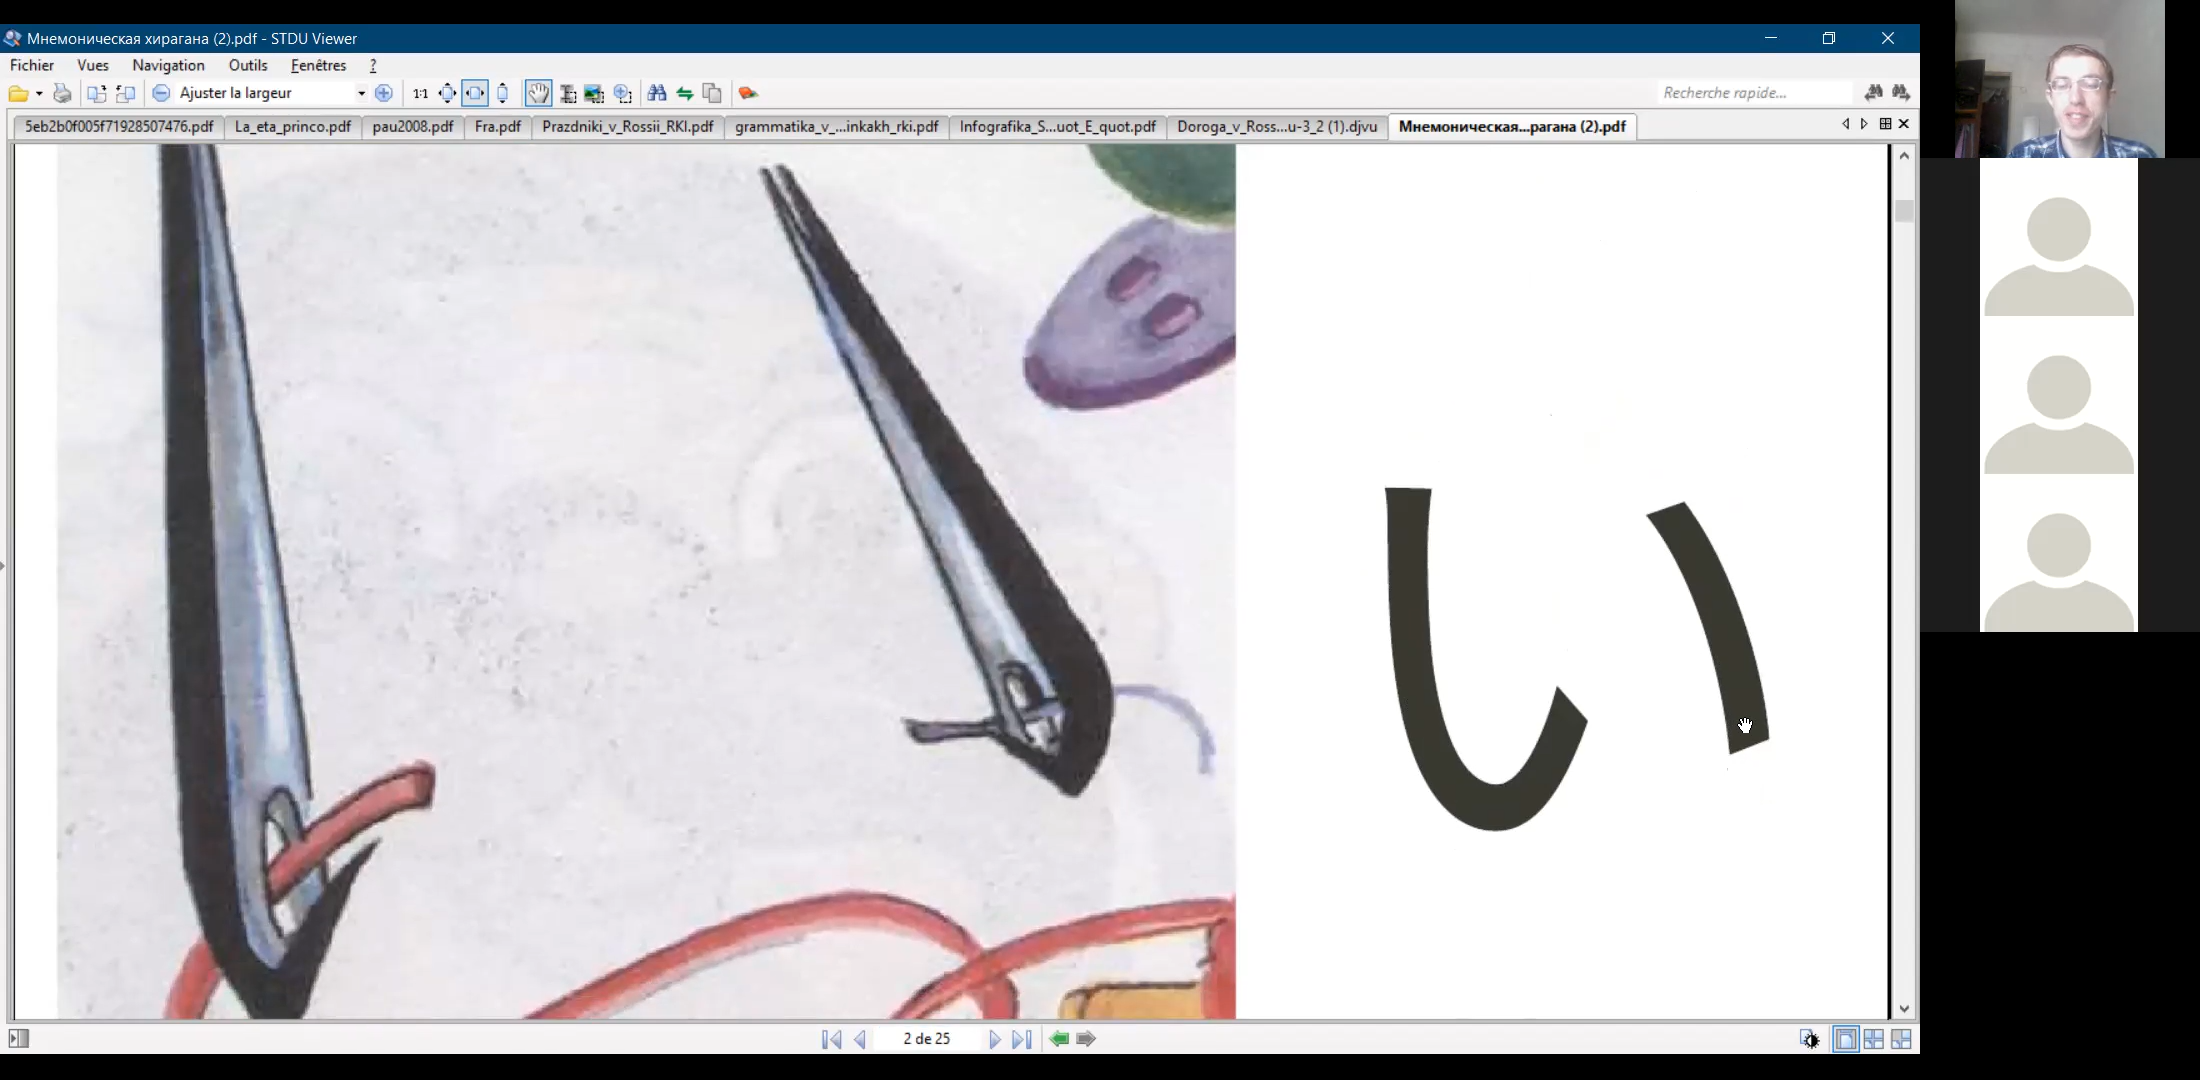 Мнемоническая хирагана (2).pdf - STDU Viewer
Fichier Vues Navigation Outils Fenêtres ?
Ajuster la largeur 1:1 Recherche rapide...
5eb2b0f005f71928507476.pdf La_eta_princo.pdf pau2008.pdf Fra.pdf Prazdniki_v_Rossii_RKI.pdf grammatika_v_...inkakh_rki.pdf Infografika_S...uot_E_quot.pdf Doroga_v_Ross...u-3_2 (1).djvu Мнемоническая...рагана (2).pdf
い
2 de 25